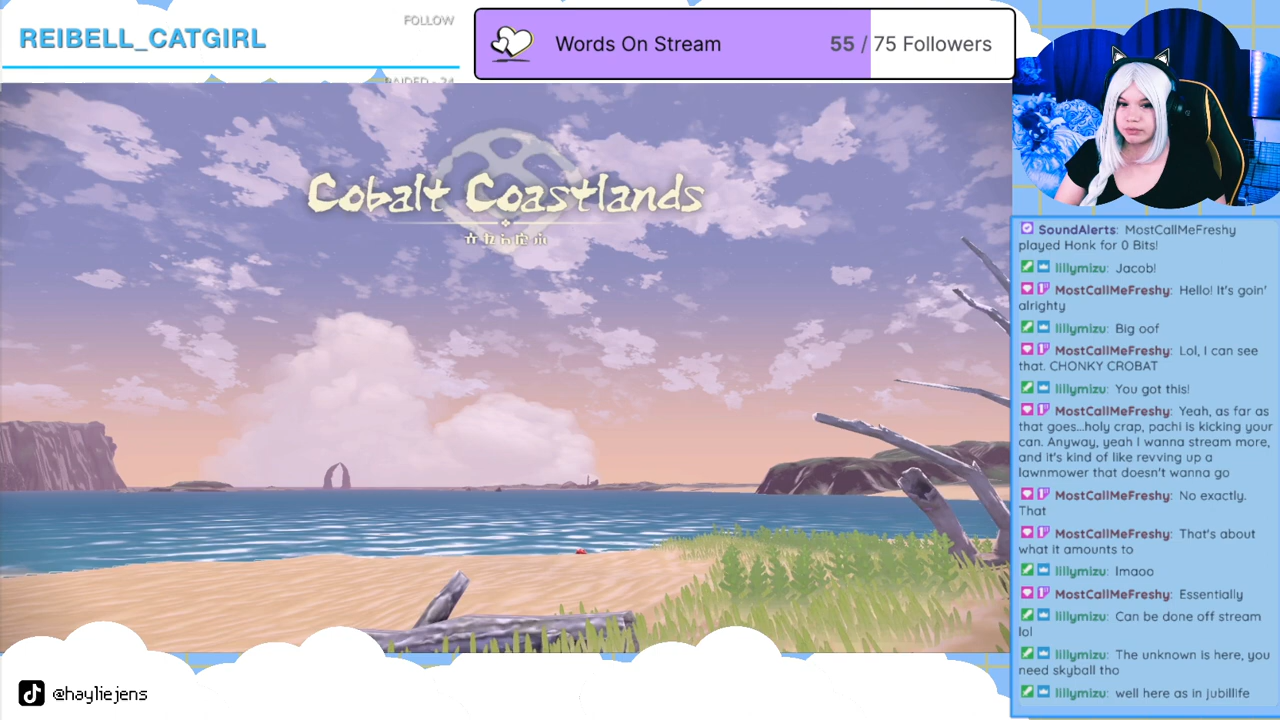 REIBELL_CATGIRL
FOLLOW
RAIDED - 24
Words On Stream
55 / 75 Followers
Cobalt Coastlands
SoundAlerts: MostCallMeFreshy
played Honk for 0 Bits!
lillymizu: Jacob!
MostCallMeFreshy: Hello! It's goin'
alrighty
lillymizu: Big oof
MostCallMeFreshy: Lol, I can see
that. CHONKY CROBAT
lillymizu: You got this!
MostCallMeFreshy: Yeah, as far as
that goes...holy crap, pachi is kicking your
can. Anyway, yeah I wanna stream more,
and it's kind of like revving up a
lawnmower that doesn't wanna go
MostCallMeFreshy: No exactly.
That
MostCallMeFreshy: That's about
what it amounts to
lillymizu: lmaoo
MostCallMeFreshy: Essentially
lillymizu: Can be done off stream
lol
lillymizu: The unknown is here, you
need skyball tho
lillymizu: well here as in jubillife
@hayliejens